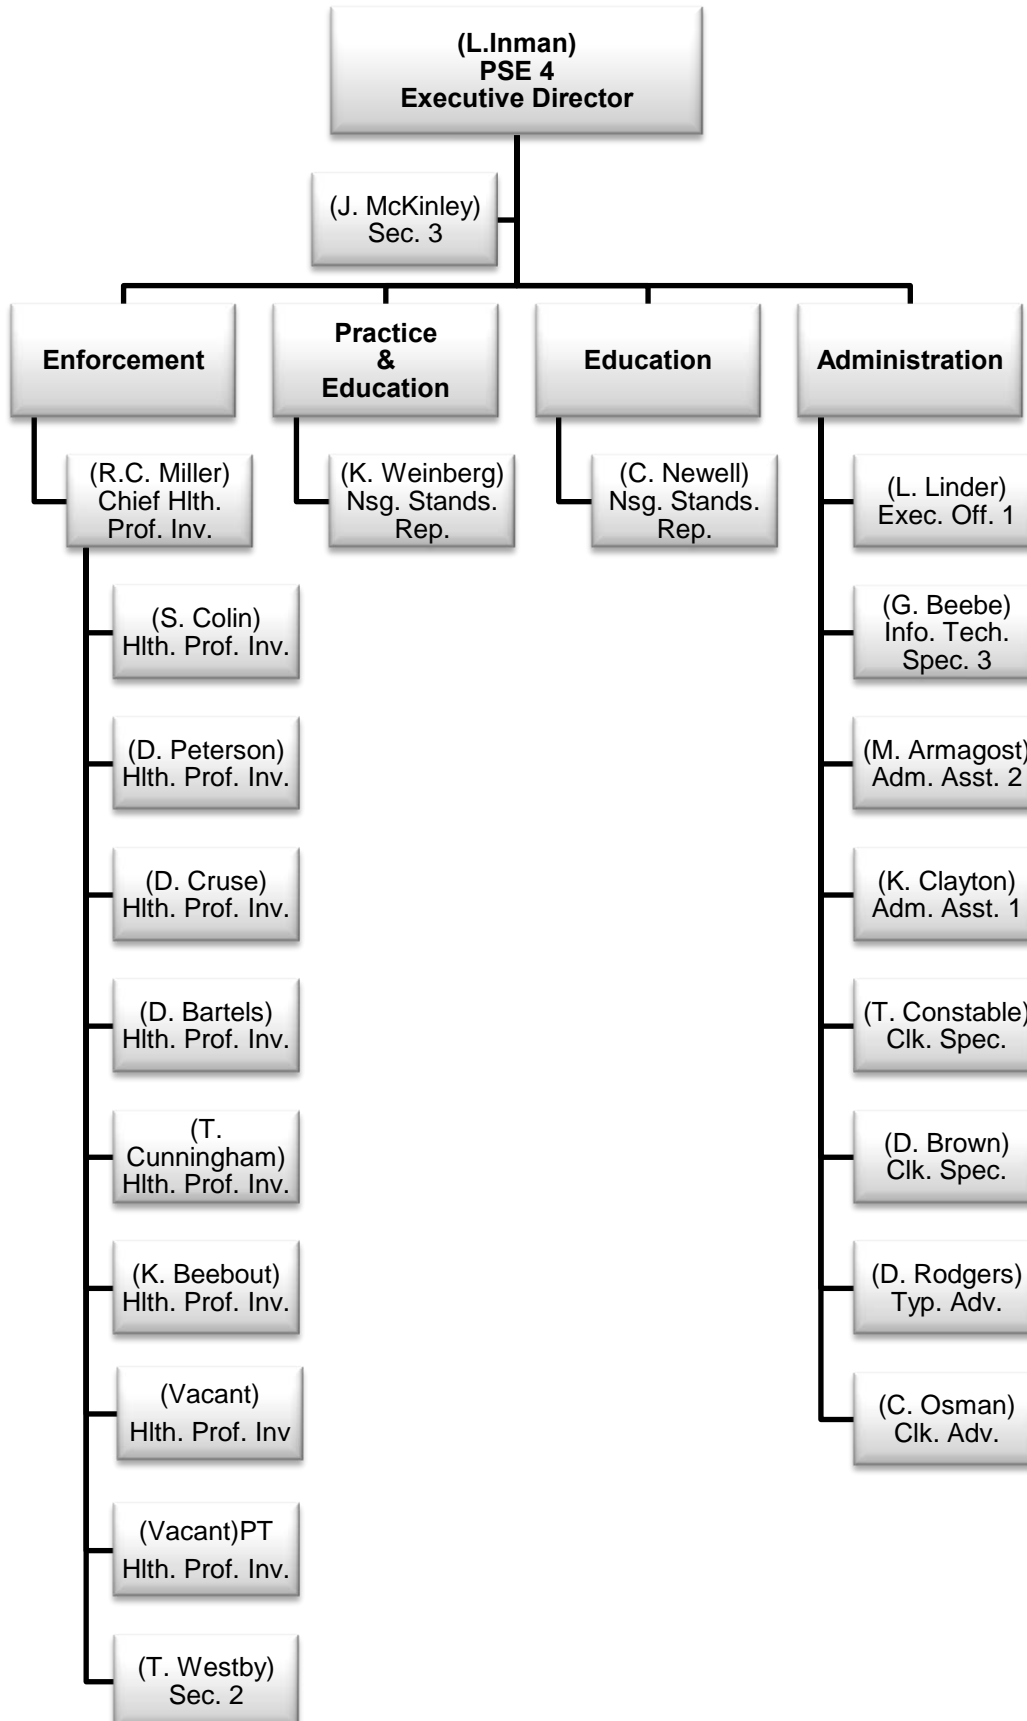 (L.Inman)
PSE 4
Executive Director
(J. McKinley)
Sec. 3
Enforcement
Practice
&
Education
Education
Administration
(R.C. Miller)
Chief Hlth.
Prof. Inv.
(K. Weinberg)
Nsg. Stands.
Rep.
(C. Newell)
Nsg. Stands.
Rep.
(L. Linder)
Exec. Off. 1
(S. Colin)
Hlth. Prof. Inv.
(G. Beebe)
Info. Tech.
Spec. 3
(D. Peterson)
Hlth. Prof. Inv.
(M. Armagost)
Adm. Asst. 2
(D. Cruse)
Hlth. Prof. Inv.
(K. Clayton)
Adm. Asst. 1
(D. Bartels)
Hlth. Prof. Inv.
(T. Constable)
Clk. Spec.
(T.
Cunningham)
Hlth. Prof. Inv.
(D. Brown)
Clk. Spec.
(K. Beebout)
Hlth. Prof. Inv.
(D. Rodgers)
Typ. Adv.
(Vacant)
Hlth. Prof. Inv
(C. Osman)
Clk. Adv.
(Vacant)PT
Hlth. Prof. Inv.
(T. Westby)
Sec. 2